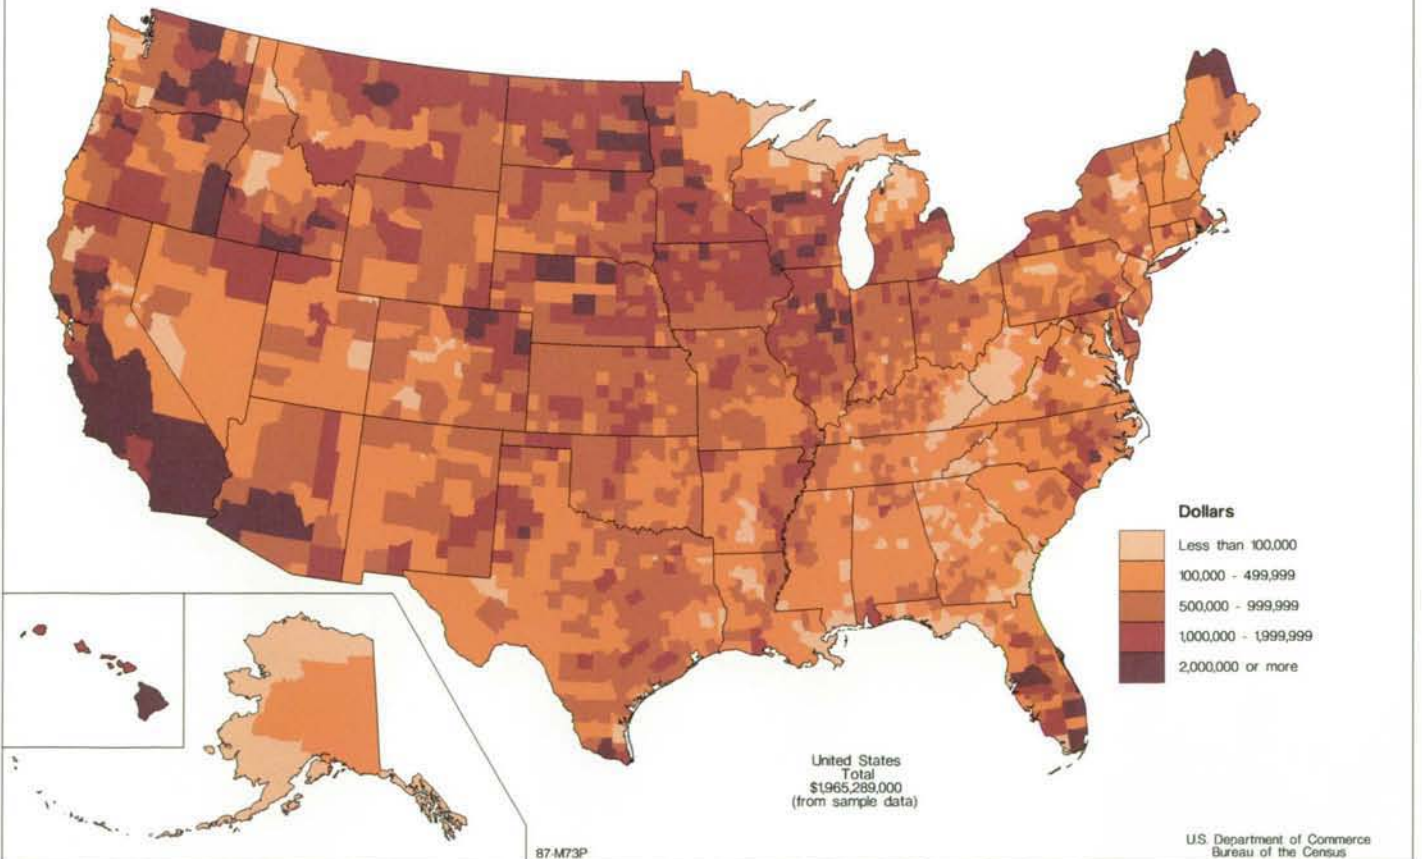 Dollars
Less than 100,000
100,000 - 499,999
500,000 - 999,999
1,000,000 - 1,999,999
2,000,000 or more
United States
Total
$1,965,289,000
(from sample data)
87-M73P
U.S. Department of Commerce
Bureau of the Census